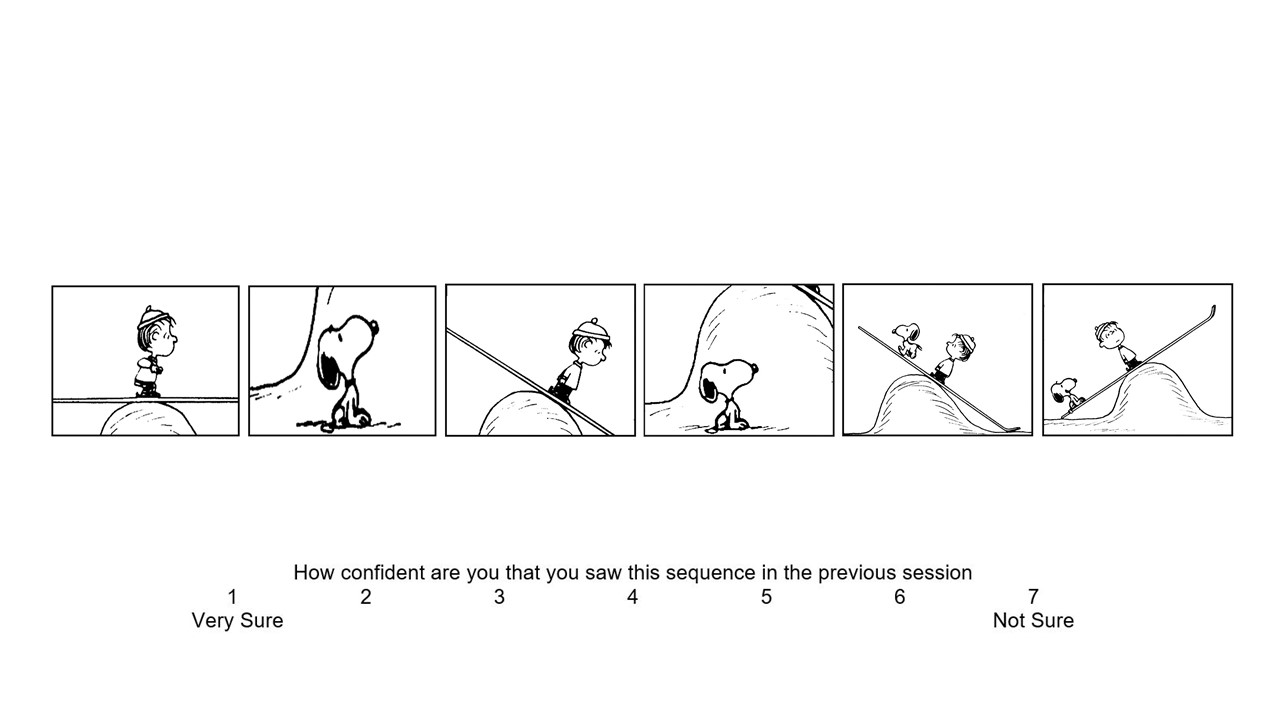 How confident are you that you saw this sequence in the previous session
1 2 3 4 5 6 7
Very Sure Not Sure